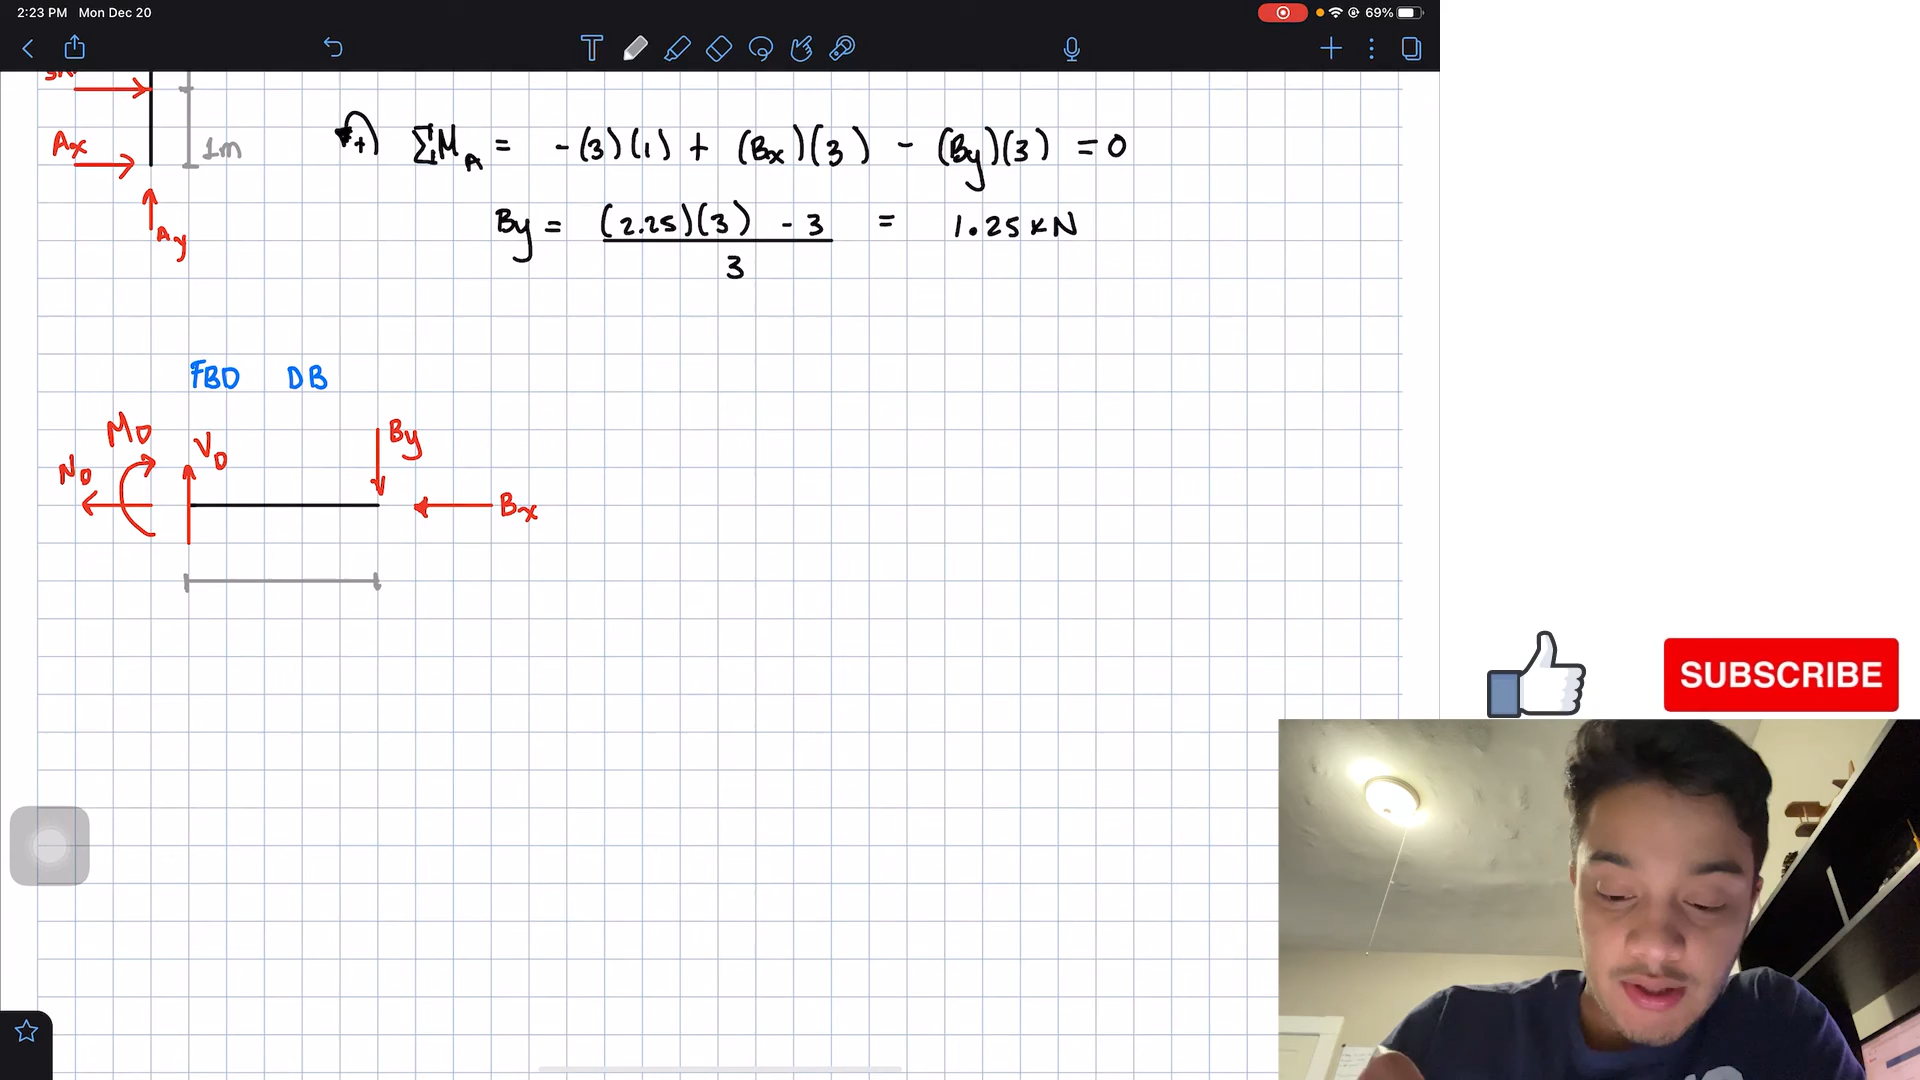 2:23 PM Mon Dec 20
69%
Ax
1m
Ay
+ ΣM_A = -(3)(1) + (Bx)(3) - (By)(3) = 0
By = (2.25)(3) - 3 / 3 = 1.25 kN
FBD DB
MD
VD
ND
By
Bx
SUBSCRIBE